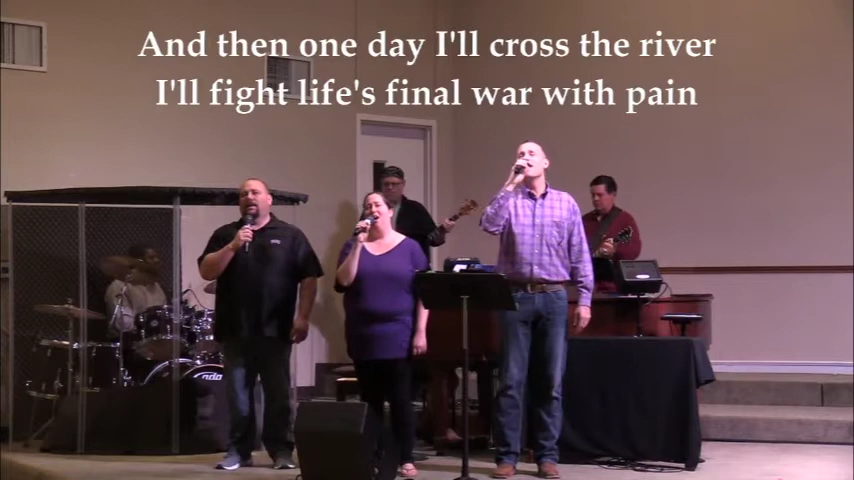 And then one day I'll cross the river
I'll fight life's final war with pain